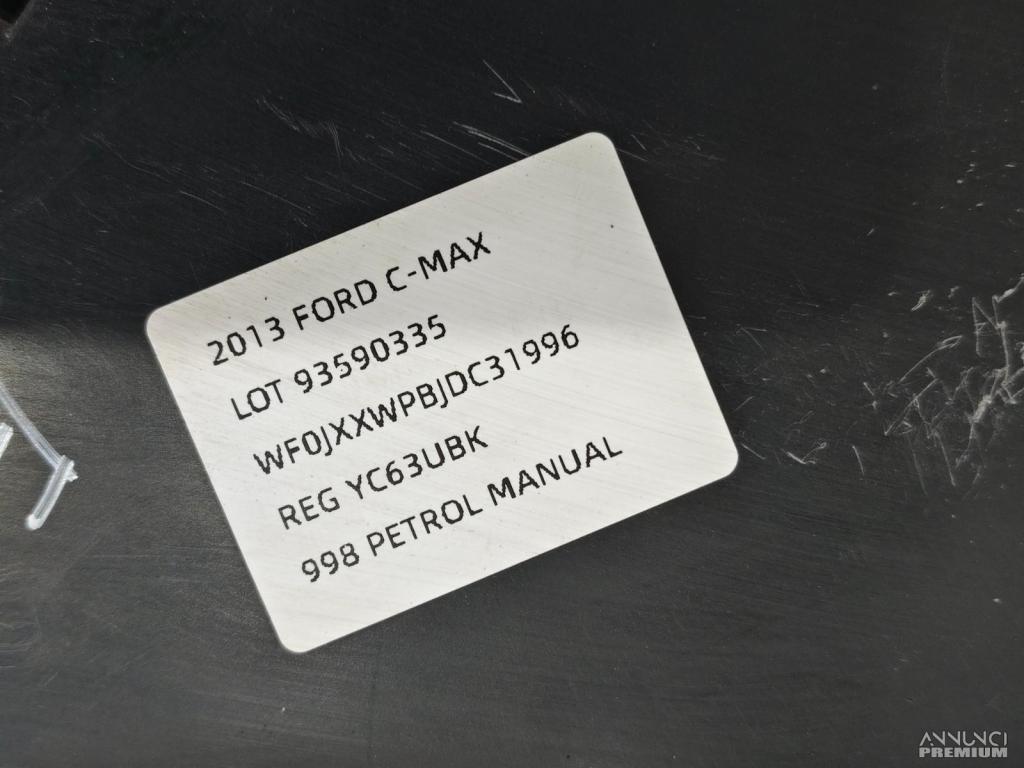 2013 FORD C-MAX
LOT 93590335
WF0JXXWPBJDC31996
REG YC63UBK
998 PETROL MANUAL
ANNUNCI
PREMIUM